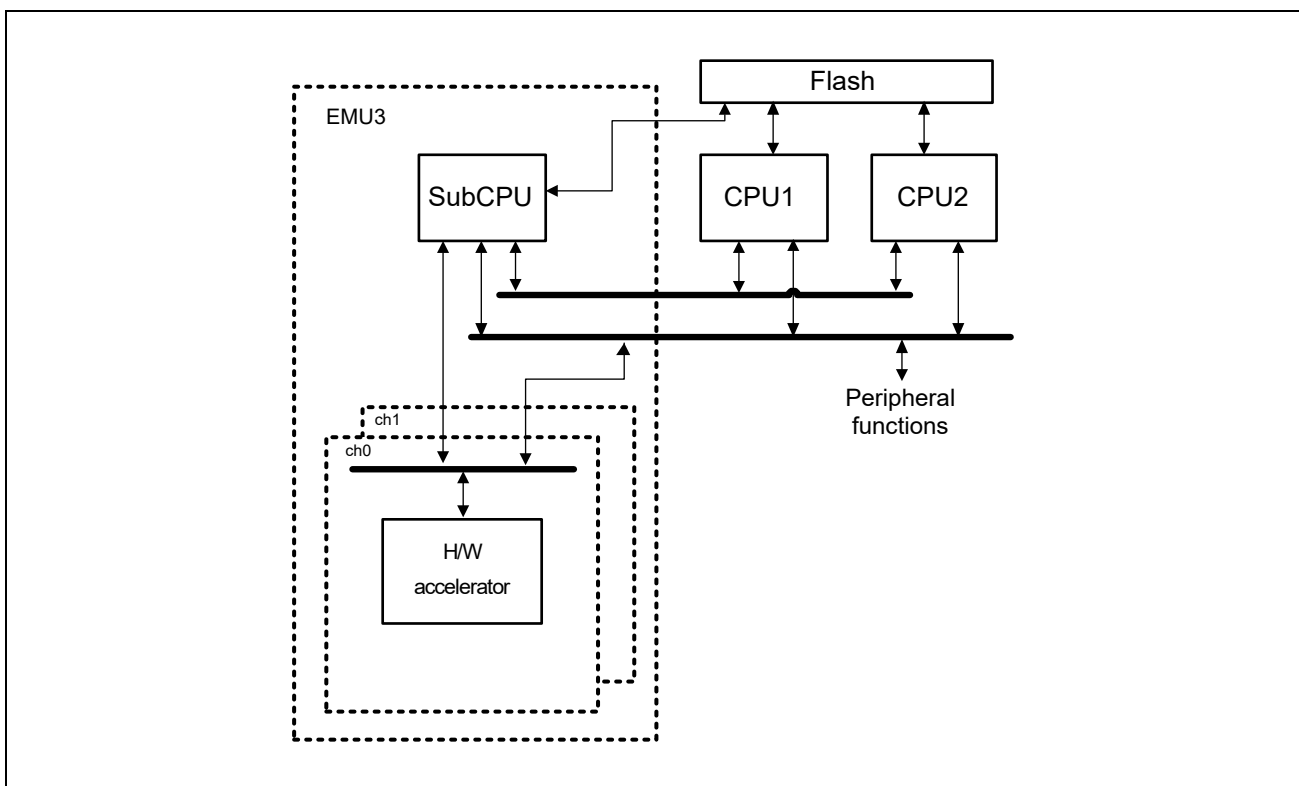 Flash
EMU3
SubCPU
CPU1
CPU2
Peripheral
functions
ch1
ch0
H/W
accelerator